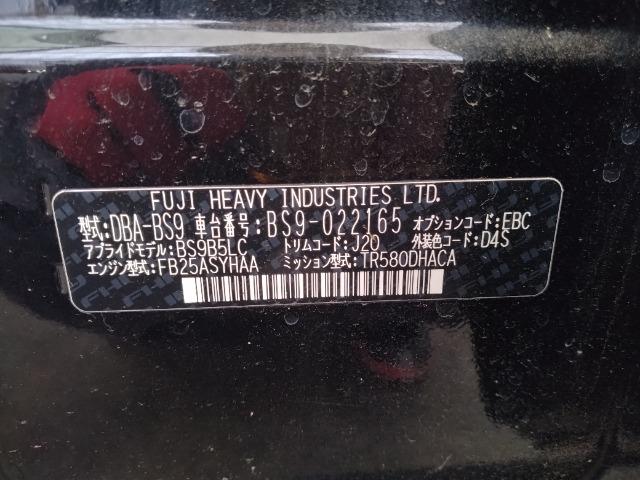 FUJI HEAVY INDUSTRIES LTD.
型式:DBA-BS9 車台番号:BS9-022165 オプションコード:EBC
アプライドモデル:BS9B5LC トリムコード:J20 外装色コード:D4S
エンジン型式:FB25ASYHAA ミッション型式:TR580DHACA